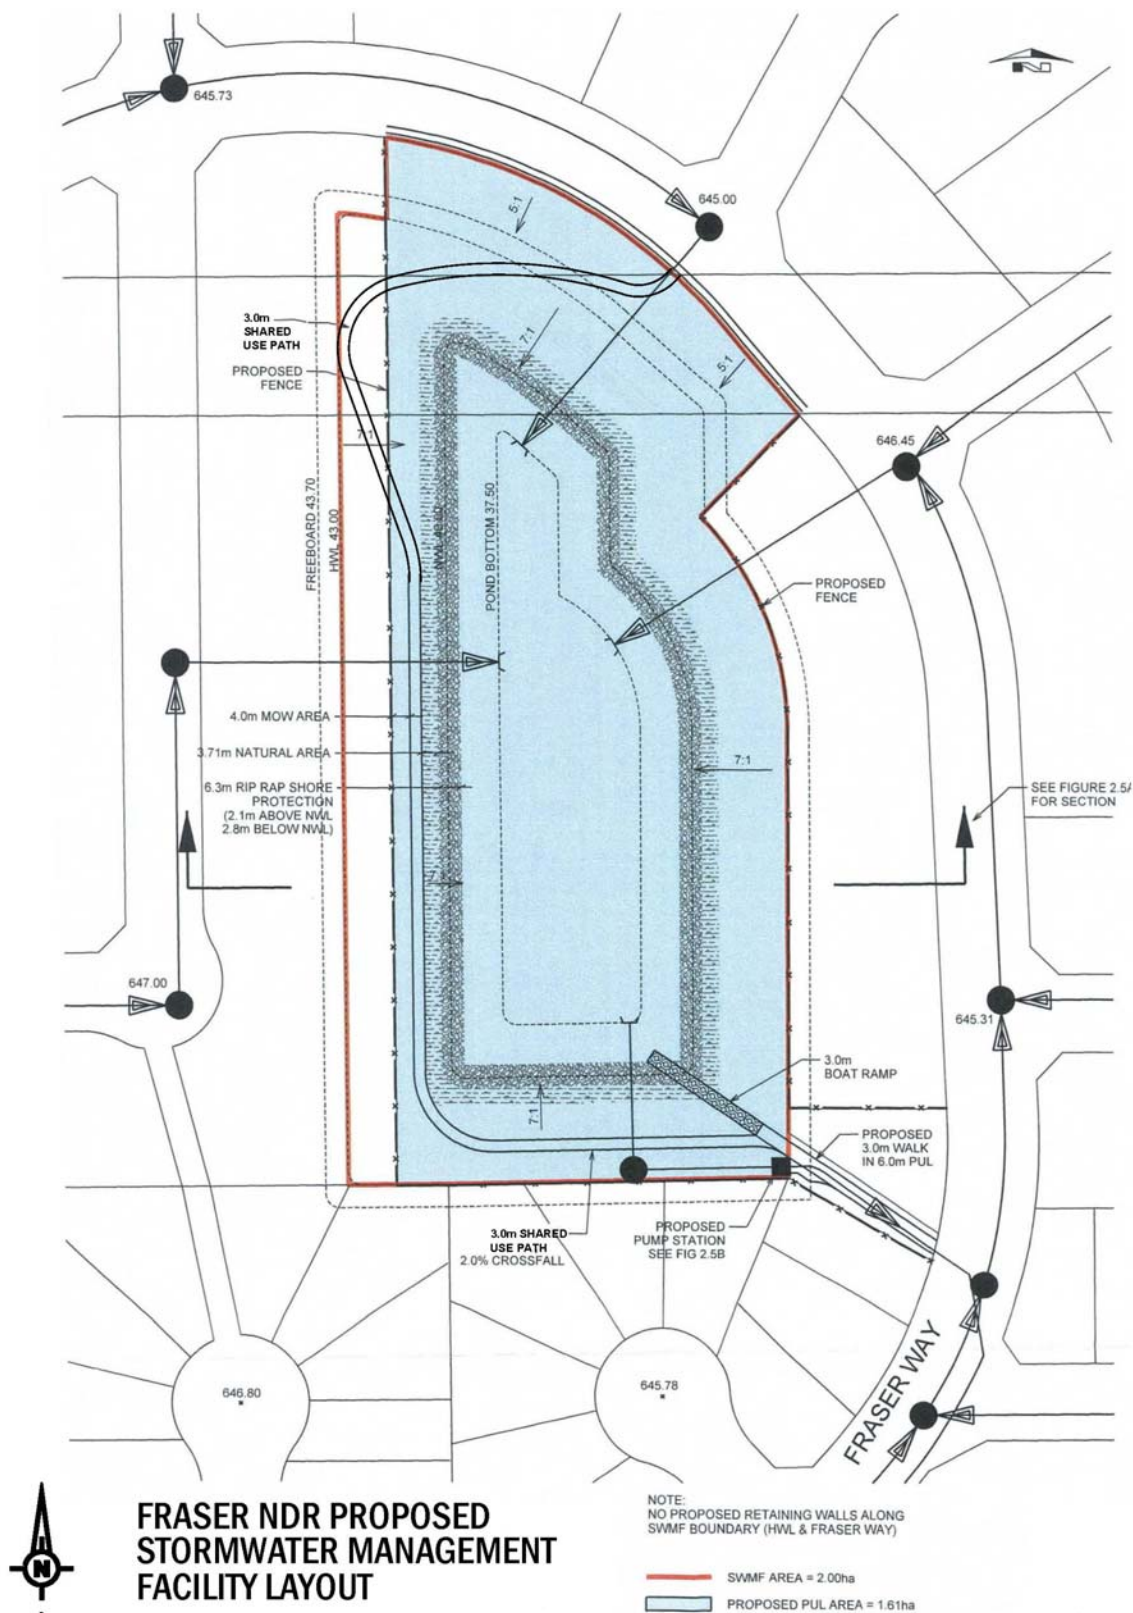 645.73
645.00
5:1
3.0m
SHARED
USE PATH
7:1
PROPOSED
FENCE
5:1
7:1
646.45
FREEBOARD 43.70
HWL 43.00
POND BOTTOM 37.50
PROPOSED
FENCE
4.0m MOW AREA
3.71m NATURAL AREA
7:1
6.3m RIP RAP SHORE
PROTECTION
(2.1m ABOVE NWL
2.8m BELOW NWL)
SEE FIGURE 2.5A
FOR SECTION
647.00
645.31
3.0m
BOAT RAMP
7:1
PROPOSED
3.0m WALK
IN 6.0m PUL
3.0m SHARED
USE PATH
2.0% CROSSFALL
PROPOSED
PUMP STATION
SEE FIG 2.5B
646.80
645.78
FRASER WAY
N
FRASER NDR PROPOSED
STORMWATER MANAGEMENT
FACILITY LAYOUT
NOTE:
NO PROPOSED RETAINING WALLS ALONG
SWMF BOUNDARY (HWL & FRASER WAY)
SWMF AREA = 2.00ha
PROPOSED PUL AREA = 1.61ha